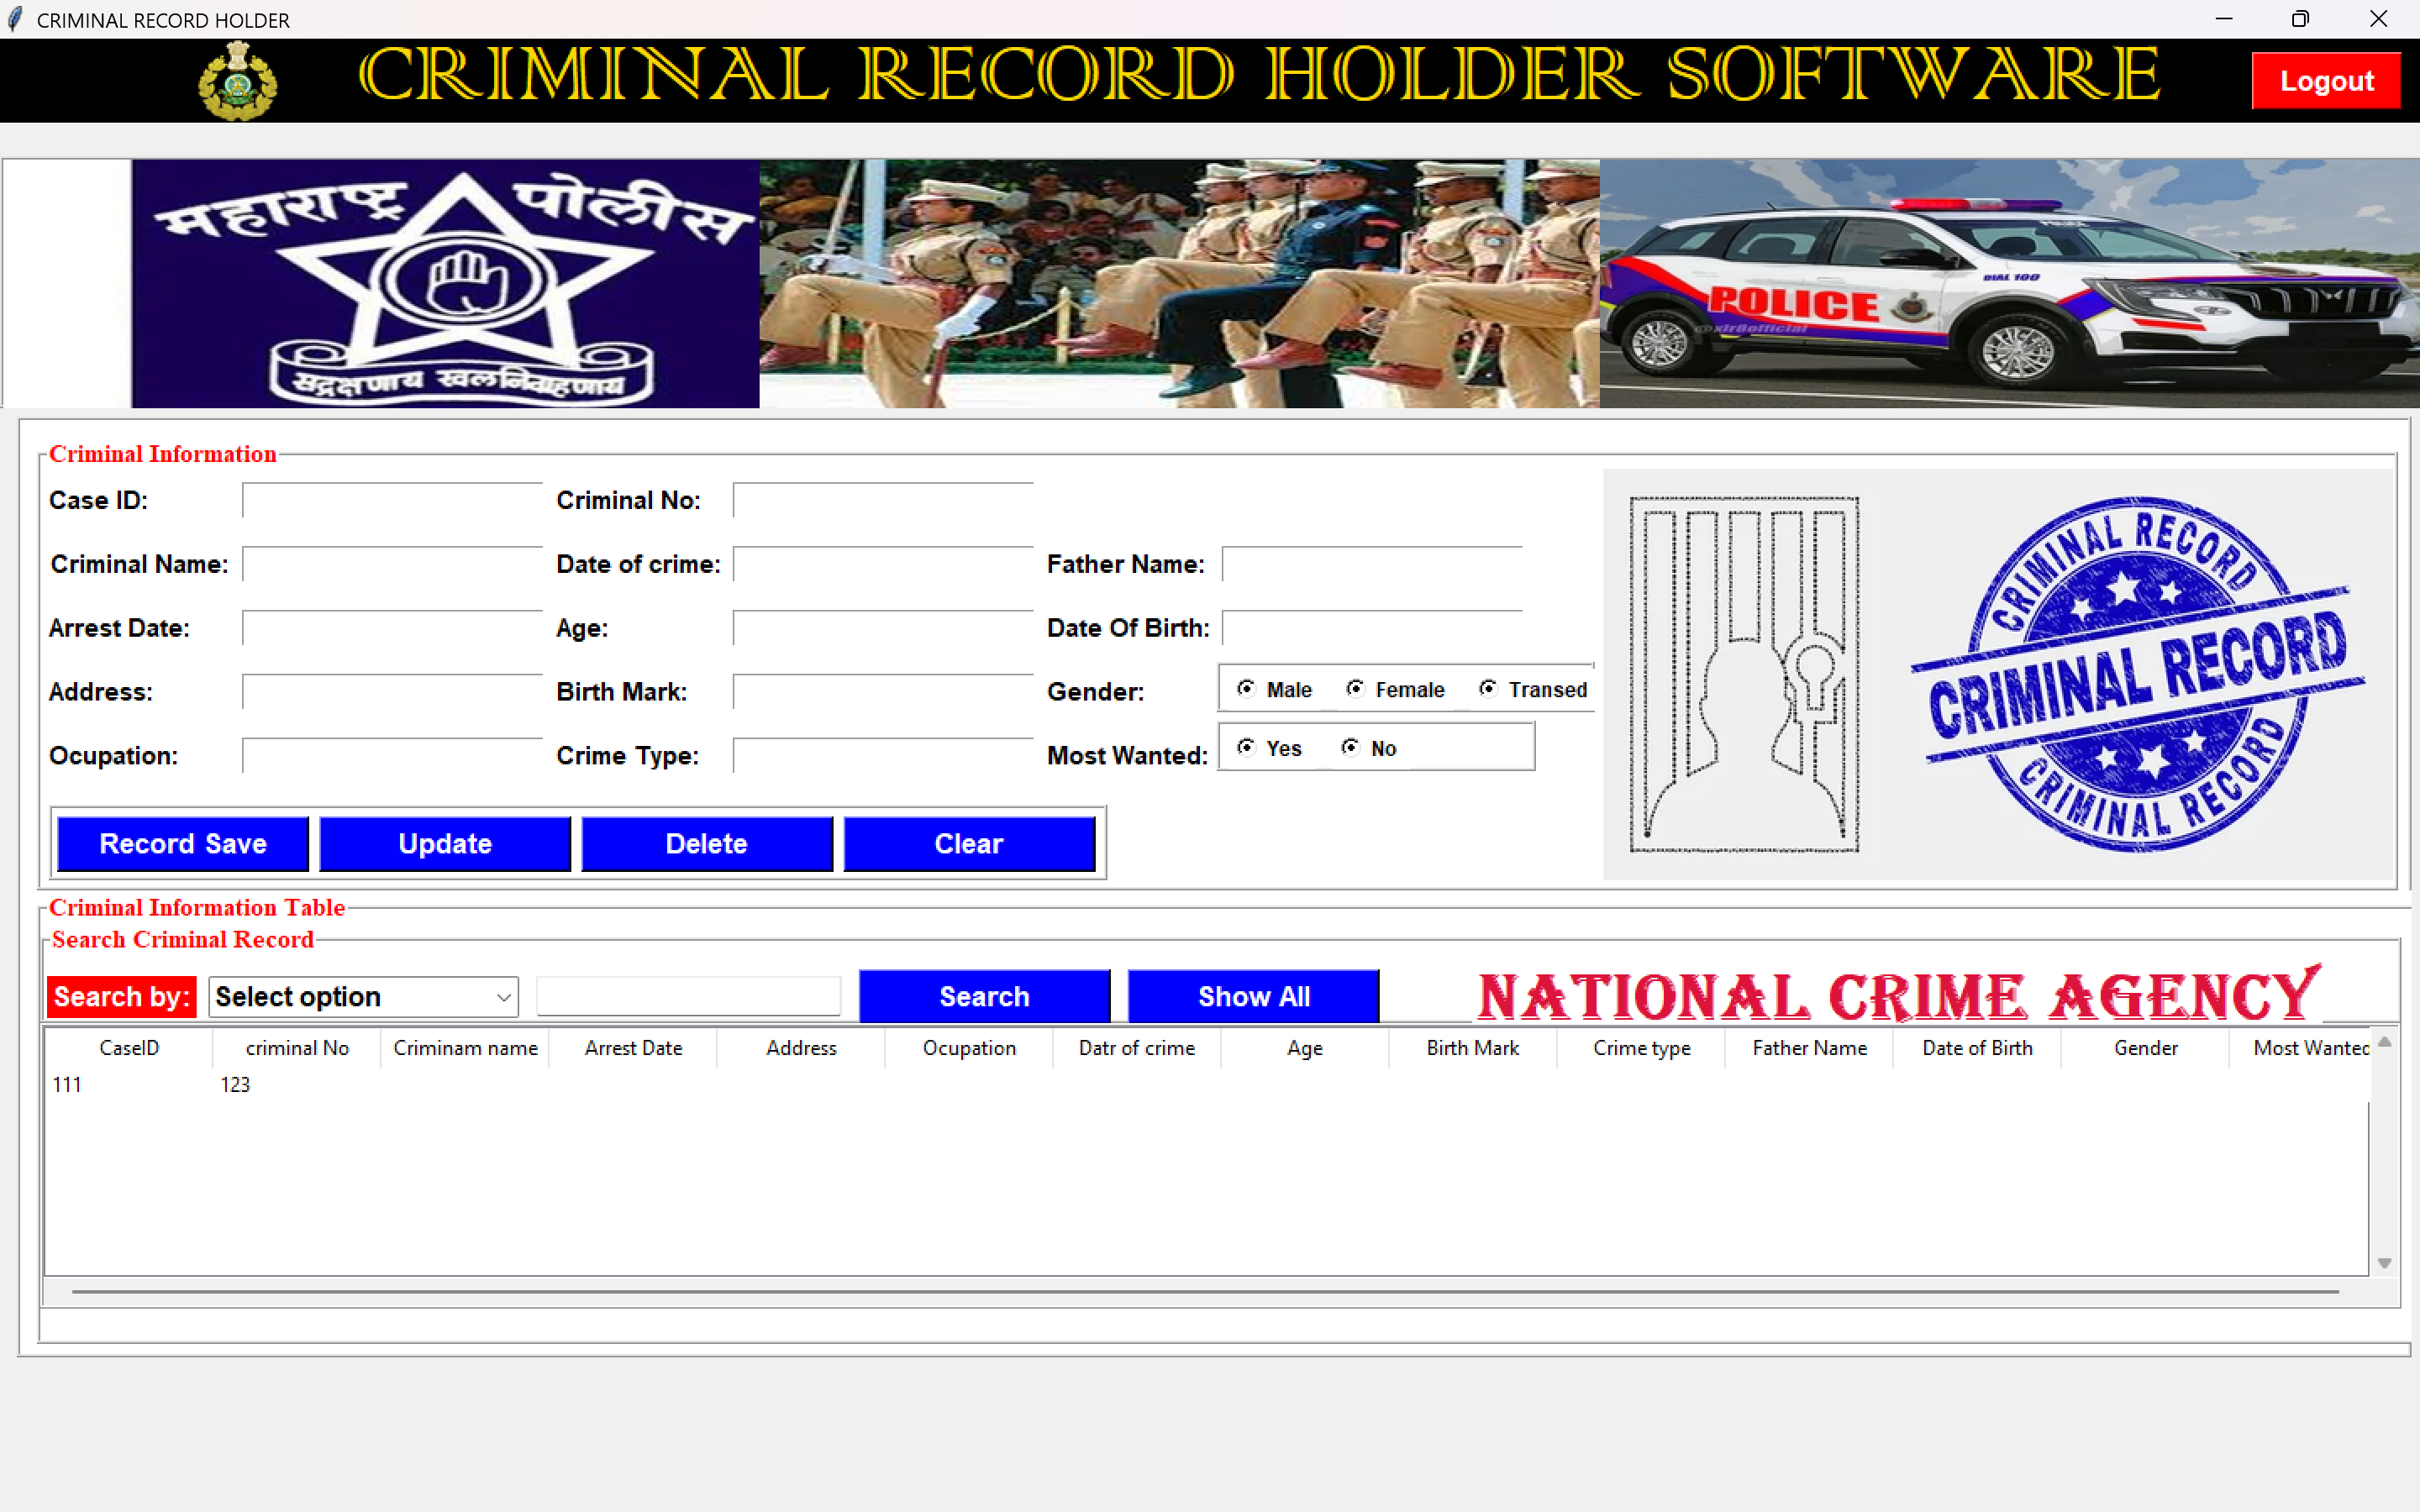 CRIMINAL RECORD HOLDER
CRIMINAL RECORD HOLDER SOFTWARE
Logout
महाराष्ट्र पोलीस
सद्रक्षणाय खलनिग्रहणाय
POLICE
DIAL 100
@xlr8official
Criminal Information
Case ID: Criminal No:
Criminal Name: Date of crime: Father Name:
Arrest Date: Age: Date Of Birth:
Address: Birth Mark: Gender: Male Female Transed
Ocupation: Crime Type: Most Wanted: Yes No
Record Save Update Delete Clear
CRIMINAL RECORD
CRIMINAL RECORD
CRIMINAL RECORD
Criminal Information Table
Search Criminal Record
Search by: Select option Search Show All NATIONAL CRIME AGENCY
CaseID criminal No Criminam name Arrest Date Address Ocupation Datr of crime Age Birth Mark Crime type Father Name Date of Birth Gender Most Wanted
111 123